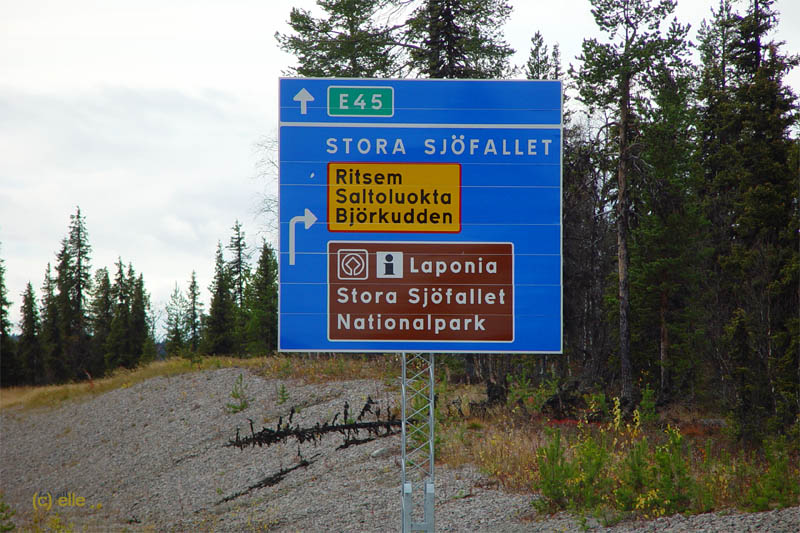 E45
STORA SJÖFALLET
Ritsem
Saltoluokta
Björkudden
i Laponia
Stora Sjöfallet
Nationalpark
(c) elle